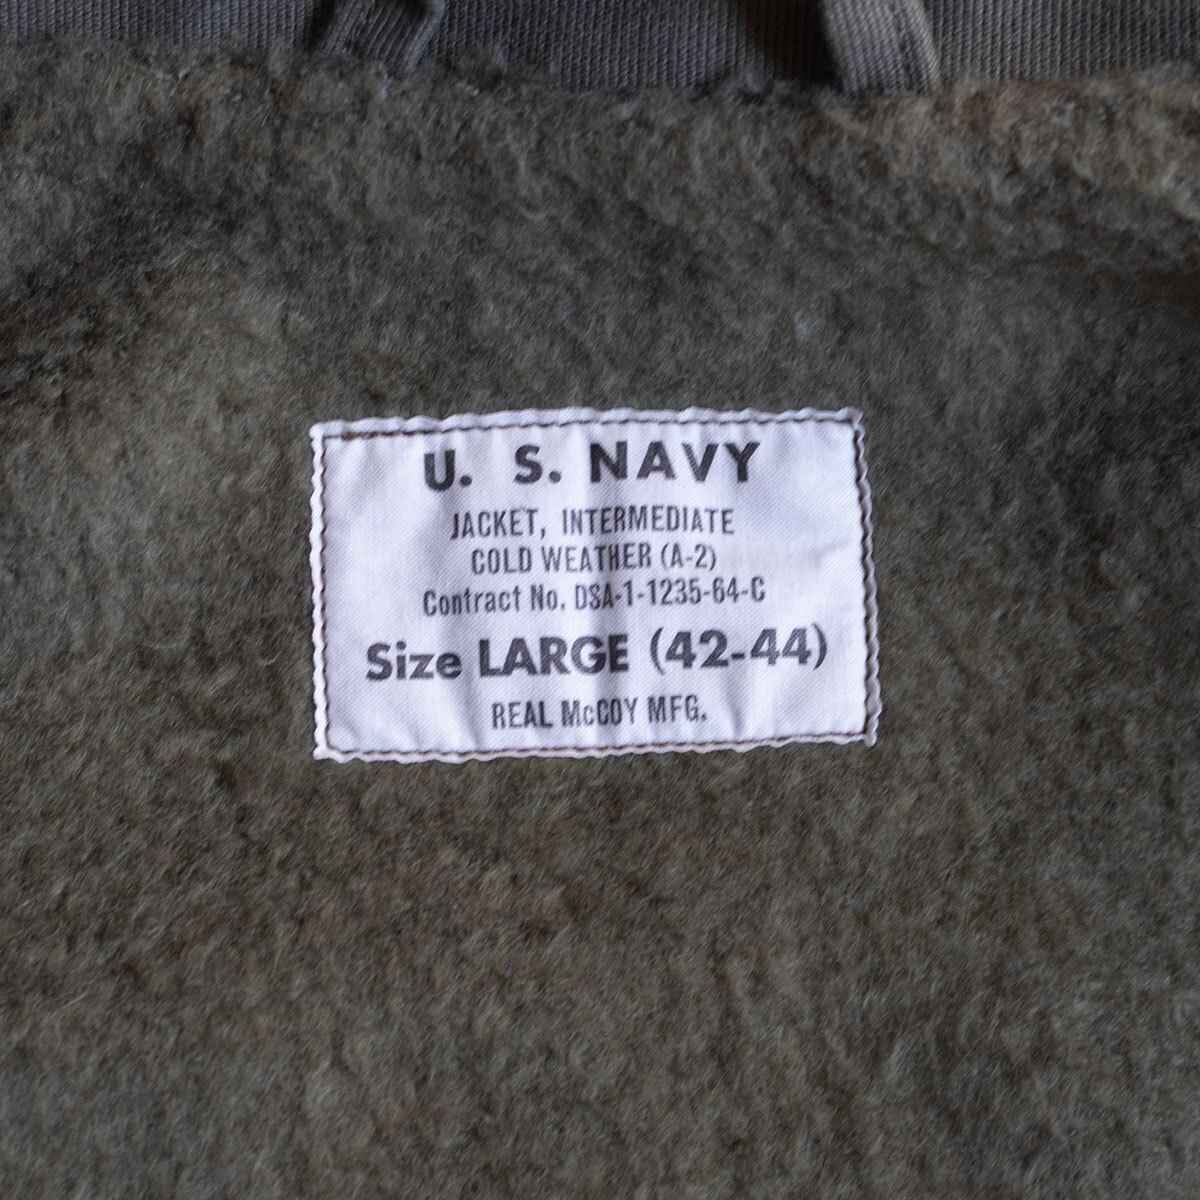 U. S. NAVY
JACKET, INTERMEDIATE
COLD WEATHER (A-2)
Contract No. DSA-1-1235-64-C
Size LARGE (42-44)
REAL McCOY MFG.